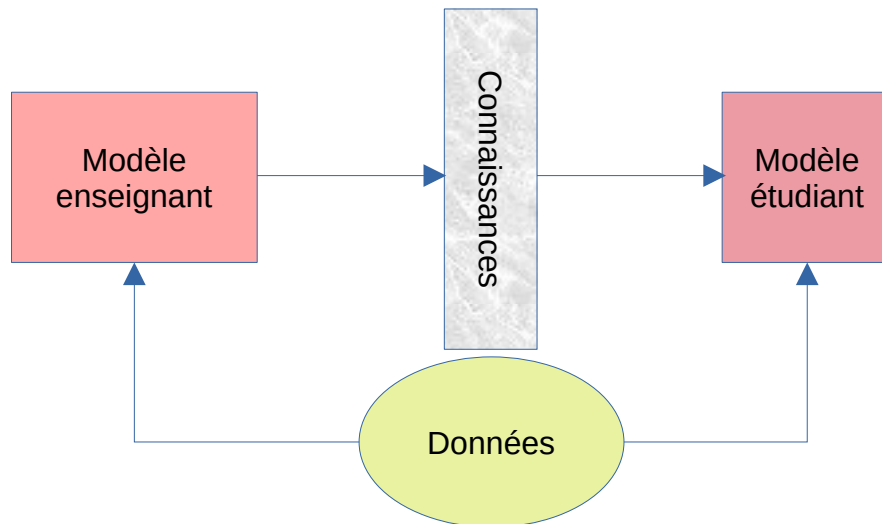 Modèle
enseignant
Connaissances
Modèle
étudiant
Données